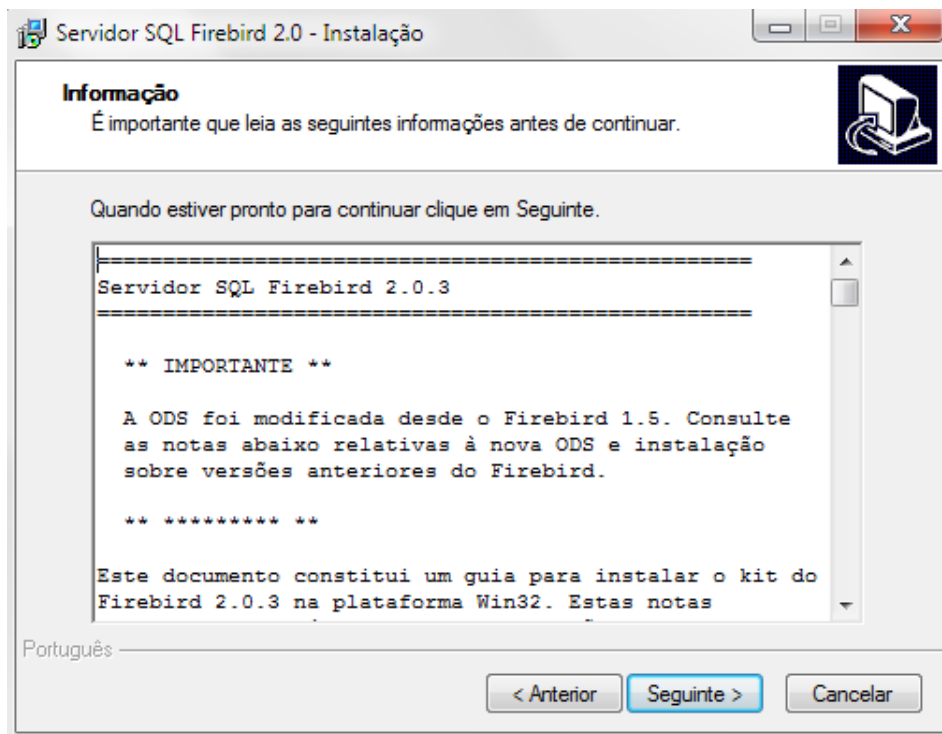 Servidor SQL Firebird 2.0 - Instalação
Informação
É importante que leia as seguintes informações antes de continuar.
Quando estiver pronto para continuar clique em Seguinte.
==================================================
Servidor SQL Firebird 2.0.3
==================================================
** IMPORTANTE **
A ODS foi modificada desde o Firebird 1.5. Consulte
as notas abaixo relativas à nova ODS e instalação
sobre versões anteriores do Firebird.
** ********* **
Este documento constitui um guia para instalar o kit do
Firebird 2.0.3 na plataforma Win32. Estas notas
Português
< Anterior
Seguinte >
Cancelar